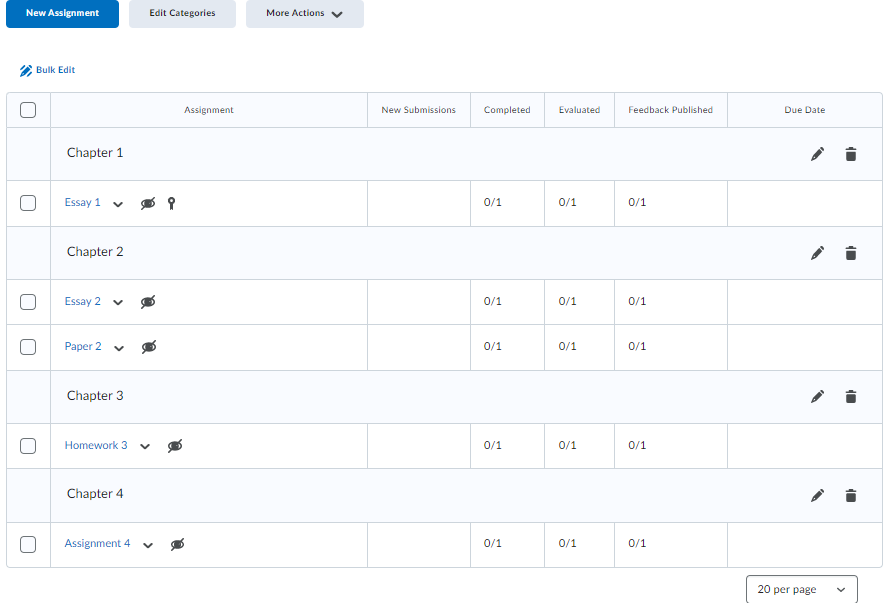 New Assignment Edit Categories More Actions
Bulk Edit
Assignment New Submissions Completed Evaluated Feedback Published Due Date
Chapter 1
Essay 1 0/1 0/1 0/1
Chapter 2
Essay 2 0/1 0/1 0/1
Paper 2 0/1 0/1 0/1
Chapter 3
Homework 3 0/1 0/1 0/1
Chapter 4
Assignment 4 0/1 0/1 0/1
20 per page